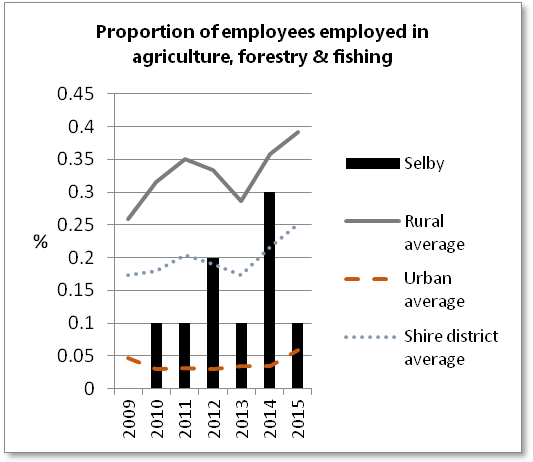 Proportion of employees employed in
agriculture, forestry & fishing
%
0.45
0.4
0.35
0.3
0.25
0.2
0.15
0.1
0.05
0
2009
2010
2011
2012
2013
2014
2015
Selby
Rural
average
Urban
average
Shire district
average